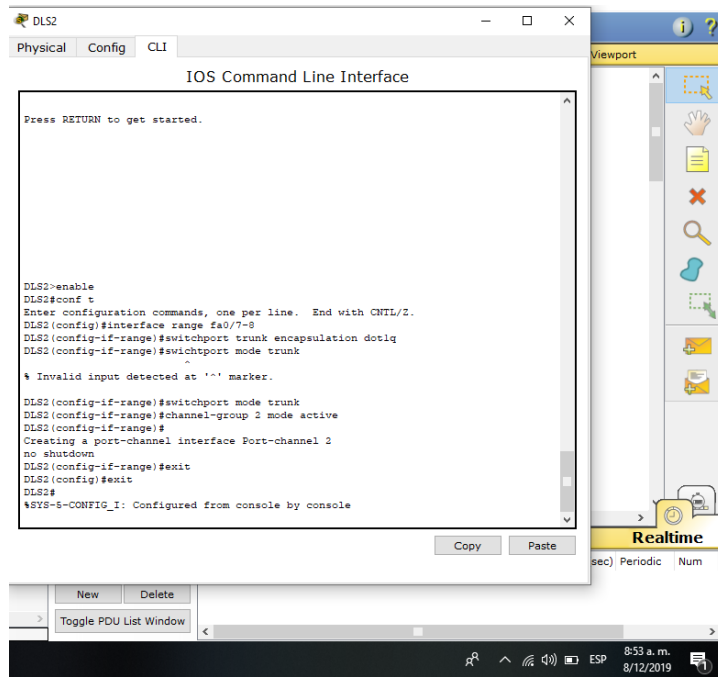 DLS2
Physical Config CLI
IOS Command Line Interface
Press RETURN to get started.
DLS2>enable
DLS2#conf t
Enter configuration commands, one per line. End with CNTL/Z.
DLS2(config)#interface range fa0/7-8
DLS2(config-if-range)#switchport trunk encapsulation dot1q
DLS2(config-if-range)#swichtport mode trunk
^
% Invalid input detected at '^' marker.
DLS2(config-if-range)#switchport mode trunk
DLS2(config-if-range)#channel-group 2 mode active
DLS2(config-if-range)#
Creating a port-channel interface Port-channel 2
no shutdown
DLS2(config-if-range)#exit
DLS2(config)#exit
DLS2#
%SYS-5-CONFIG_I: Configured from console by console
Copy Paste
Viewport
Realtime
sec) Periodic Num
New Delete
Toggle PDU List Window
ESP
8:53 a. m.
8/12/2019
1